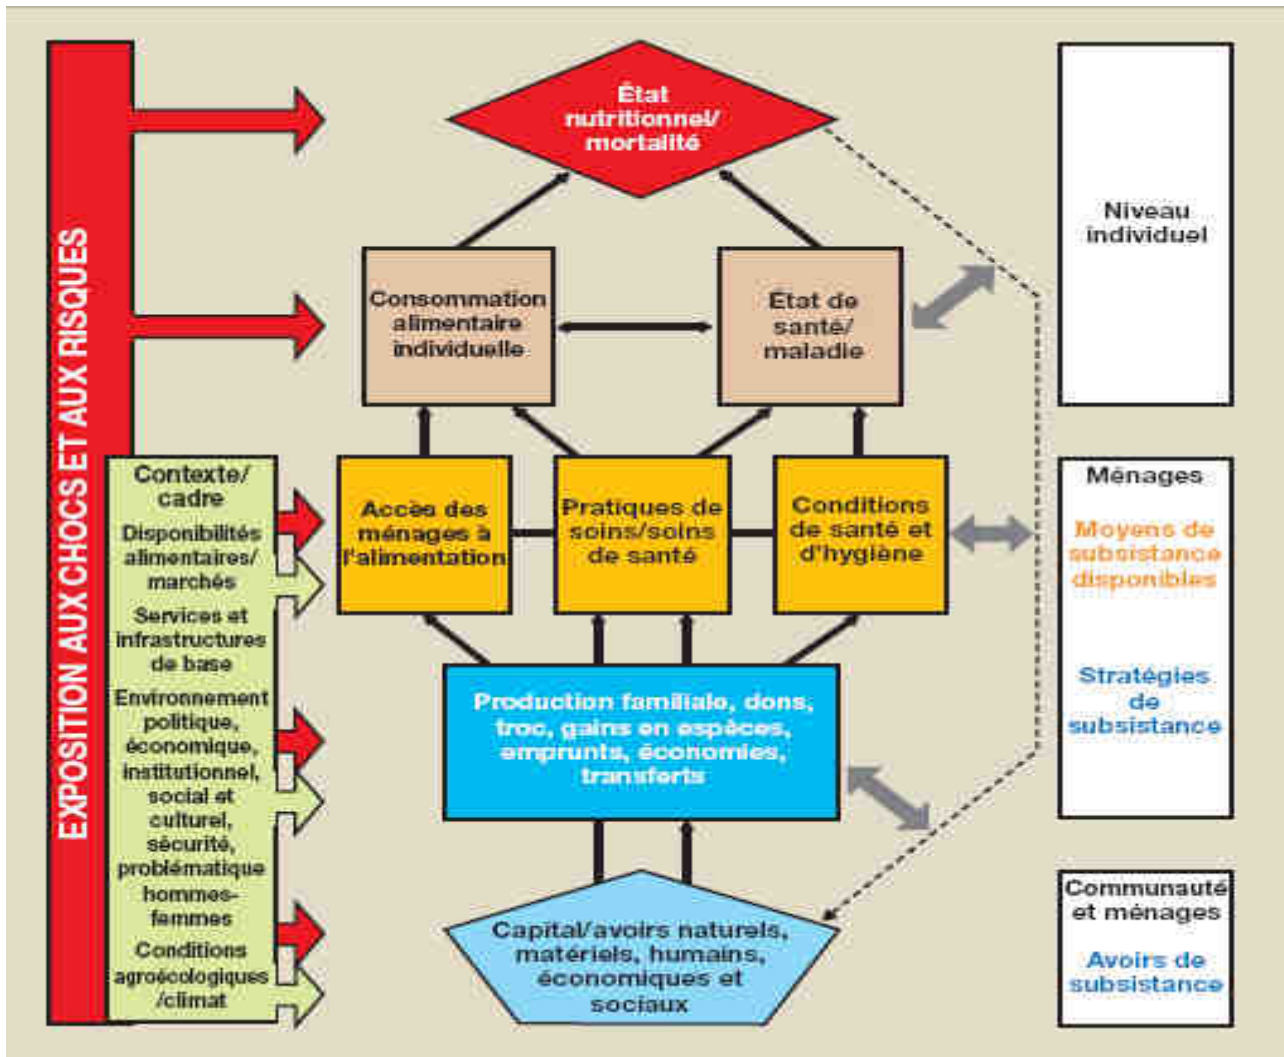 EXPOSITION AUX CHOCS ET AUX RISQUES
État
nutritionnel/
mortalité
Consommation
alimentaire
individuelle
État de
santé/
maladie
Niveau
individuel
Contexte/
cadre
Disponibilités
alimentaires/
marchés
Services et
infrastructures
de base
Environnement
politique,
économique,
institutionnel,
social et
culturel,
sécurité,
problématique
hommes-
femmes
Conditions
agroécologiques
/climat
Accès des
ménages à
l'alimentation
Pratiques de
soins/soins
de santé
Conditions
de santé et
d'hygiène
Ménages
Moyens de
subsistance
disponibles
Stratégies
de
subsistance
Production familiale, dons,
troc, gains en espèces,
emprunts, économies,
transferts
Capital/avoirs naturels,
matériels, humains,
économiques et
sociaux
Communauté
et ménages
Avoirs de
subsistance